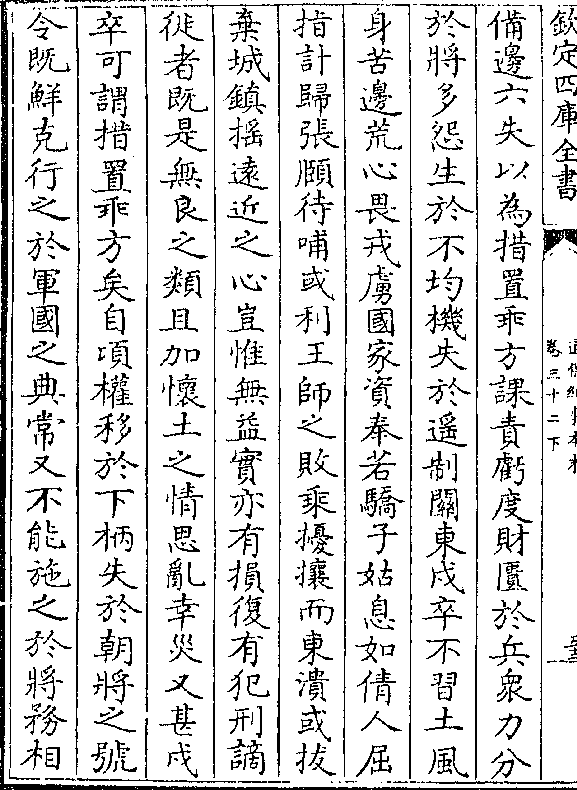 欽定四庫全書
卷三十二下
備邊六失以為措置乖方課責虧度財匱於兵衆力分
於將多怨生於不均機失於遥制關東戍卒不習土風
身苦邊荒心畏戎虜國家資奉若驕子姑息如倩人屈
指計歸張頤待哺或利王師之敗乘擾攘而東潰或拔
棄城鎮揺遠近之心豈惟無益實亦有損復有犯刑謫
徙者既是無良之類且加懷土之情思亂幸災又甚戍
卒可謂措置乖方矣自頃權移於下柄失於朝將之號
令既鮮克行之於軍國之典常又不能施之於將務相